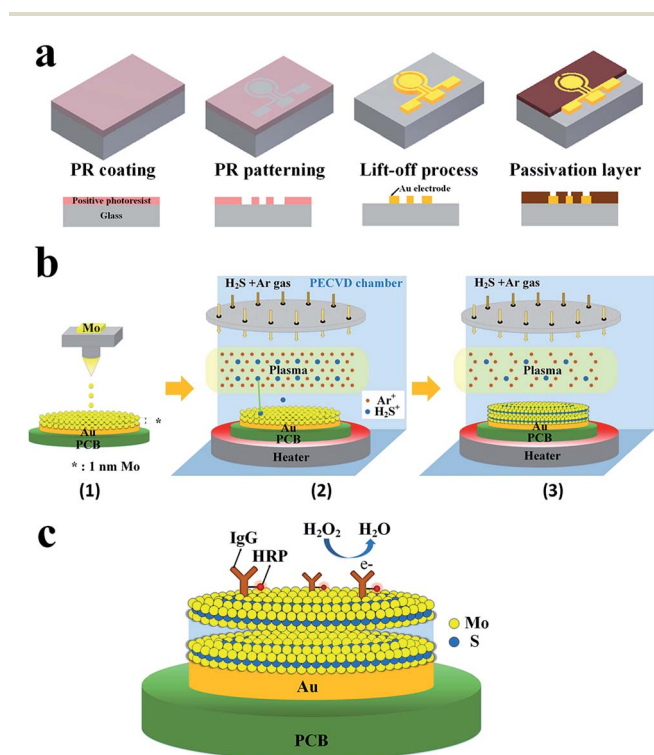 a
PR coating
PR patterning
Lift-off process
Passivation layer
Positive photoresist
Glass
Au electrode
b
Mo
Au
PCB
*
* : 1 nm Mo
(1)
H₂S +Ar gas
PECVD chamber
Plasma
Ar⁺
H₂S⁺
Au
PCB
Heater
(2)
H₂S +Ar gas
Plasma
Au
PCB
Heater
(3)
c
IgG
HRP
H₂O₂
H₂O
e-
Mo
S
Au
PCB